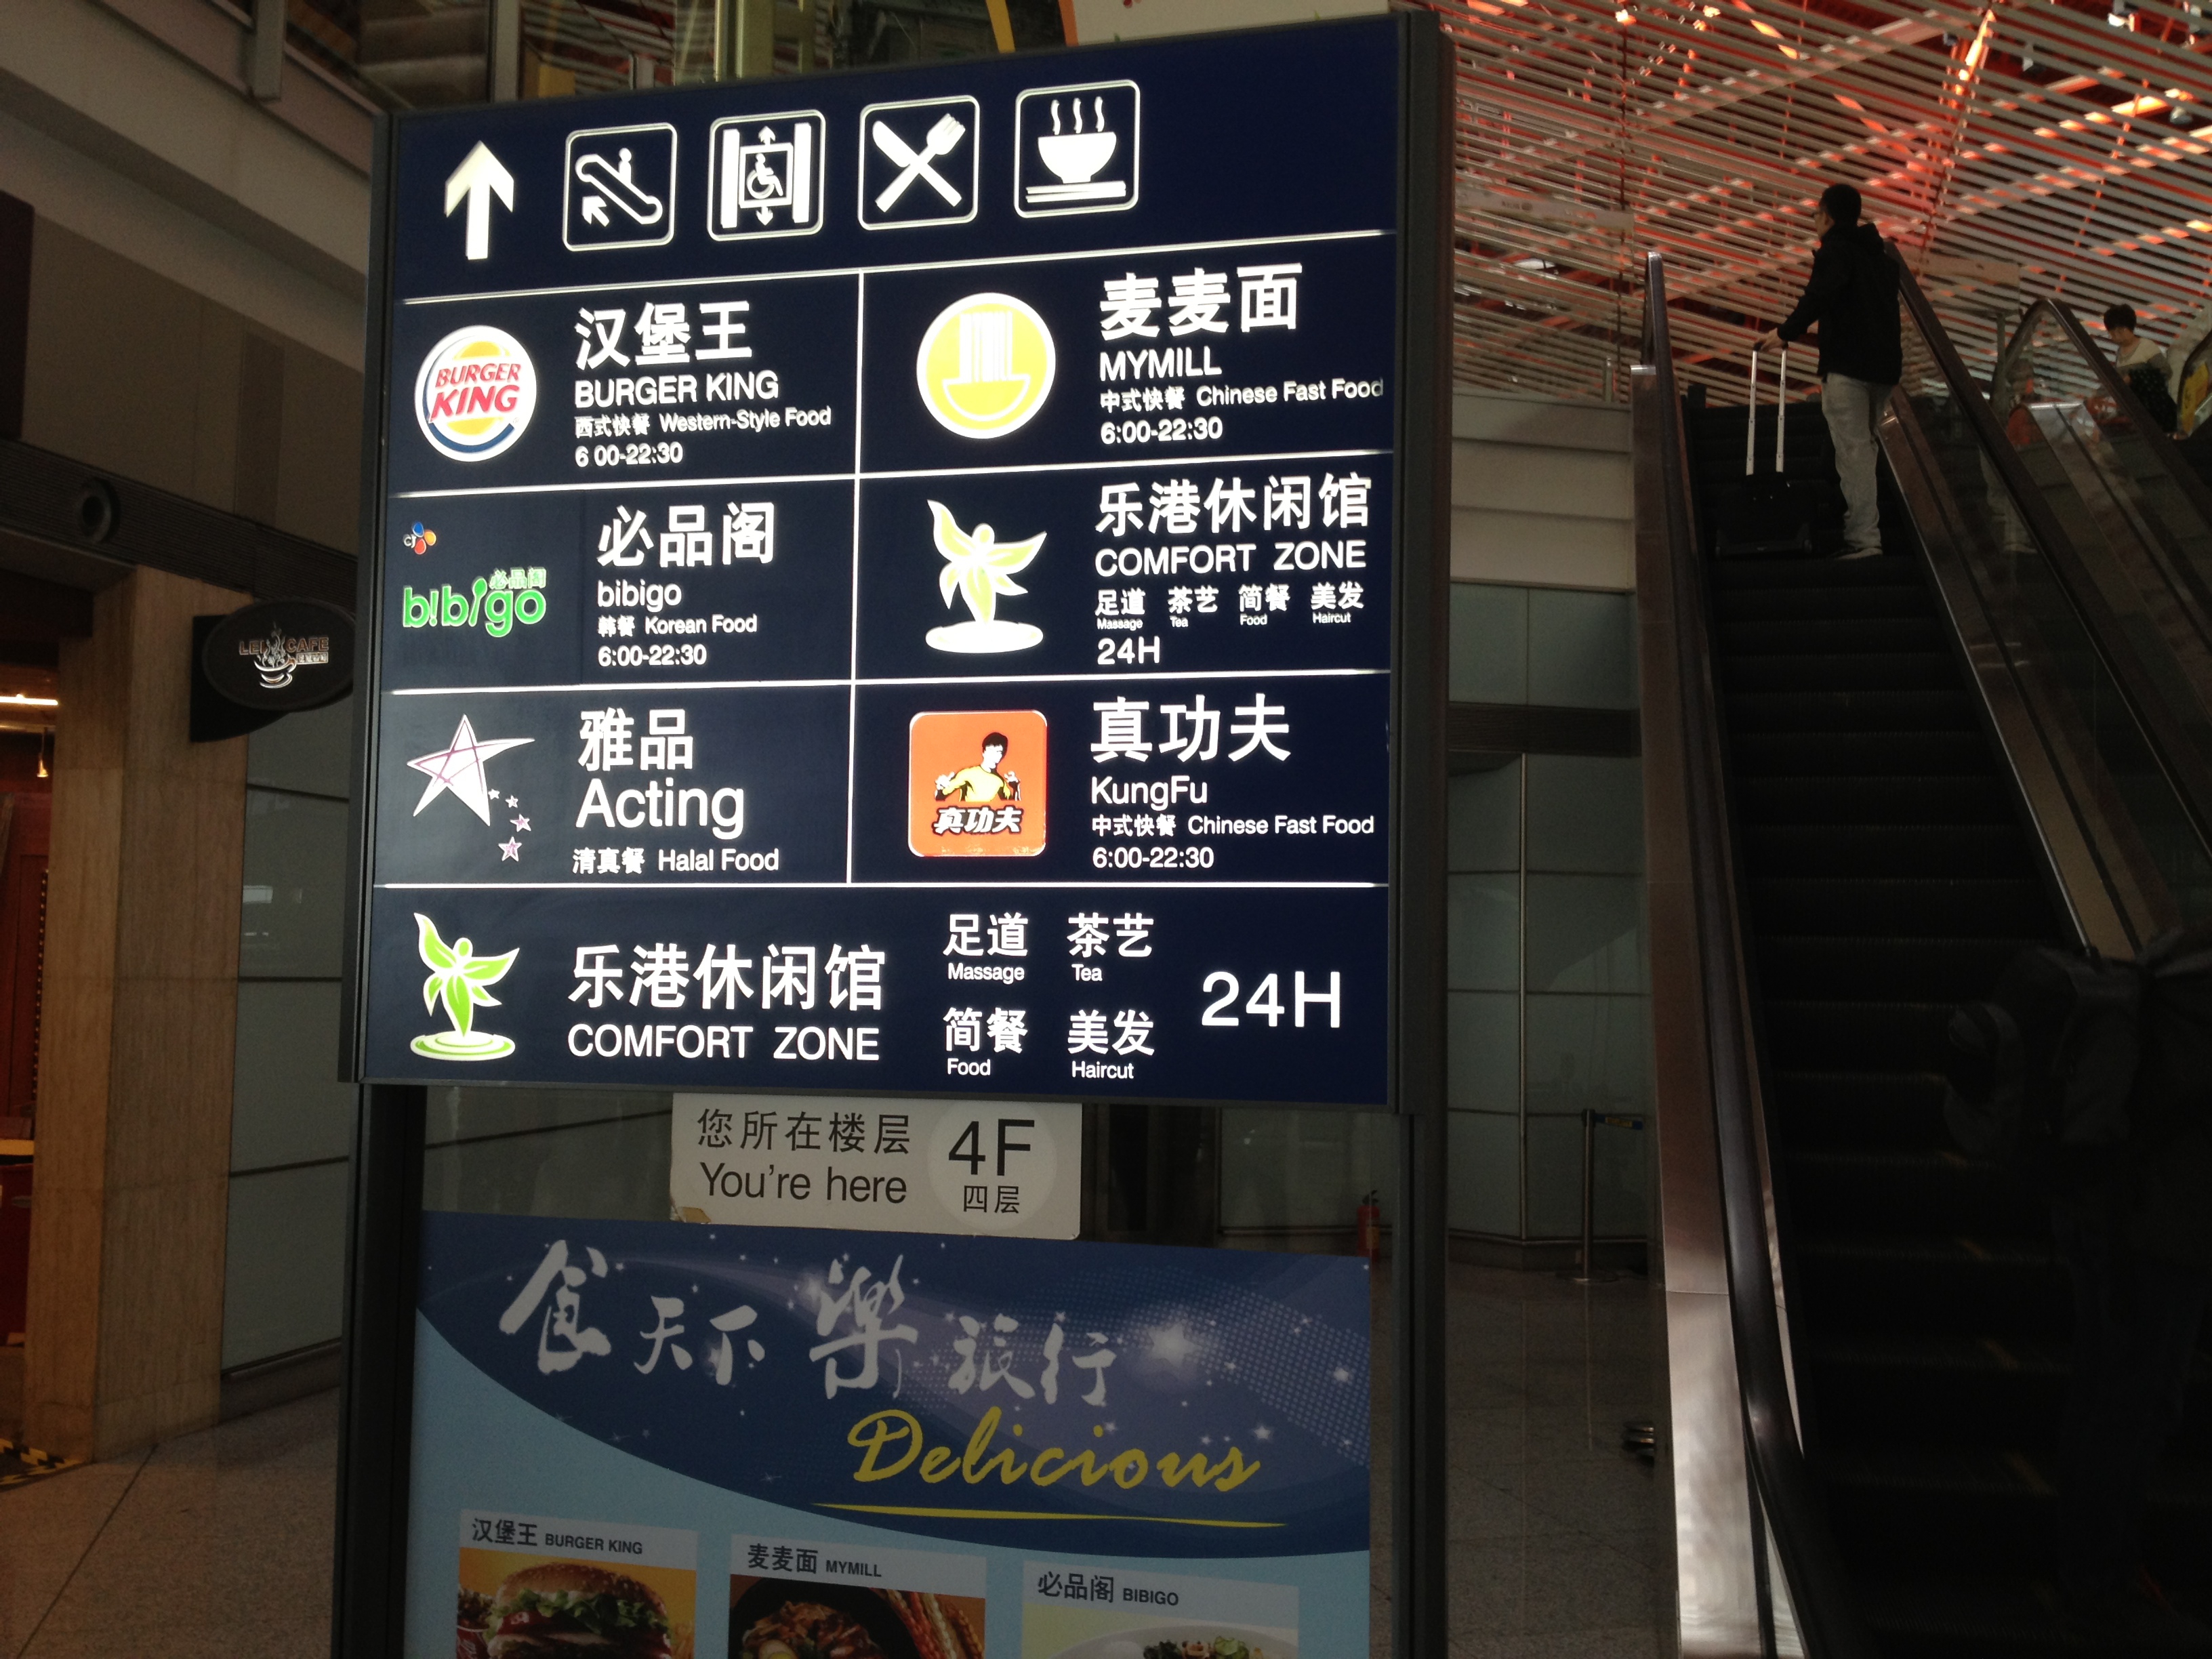 汉堡王
BURGER KING
西式快餐 Western-Style Food
6 00-22:30
BURGER
KING
麦麦面
MYMILL
中式快餐 Chinese Fast Food
6:00-22:30
CJ
必品阁
bibigo
必品阁
bibigo
韩餐 Korean Food
6:00-22:30
乐港休闲馆
COMFORT ZONE
足道 茶艺 简餐 美发
Massage Tea Food Haircut
24H
雅品
Acting
清真餐 Halal Food
真功夫
真功夫
KungFu
中式快餐 Chinese Fast Food
6:00-22:30
乐港休闲馆
COMFORT ZONE
足道 茶艺
Massage Tea
简餐 美发
Food Haircut
24H
您所在楼层
You're here
4F
四层
食天下 樂旅行
Delicious
汉堡王 BURGER KING
麦麦面 MYMILL
必品阁 BIBIGO
LEI CAFE